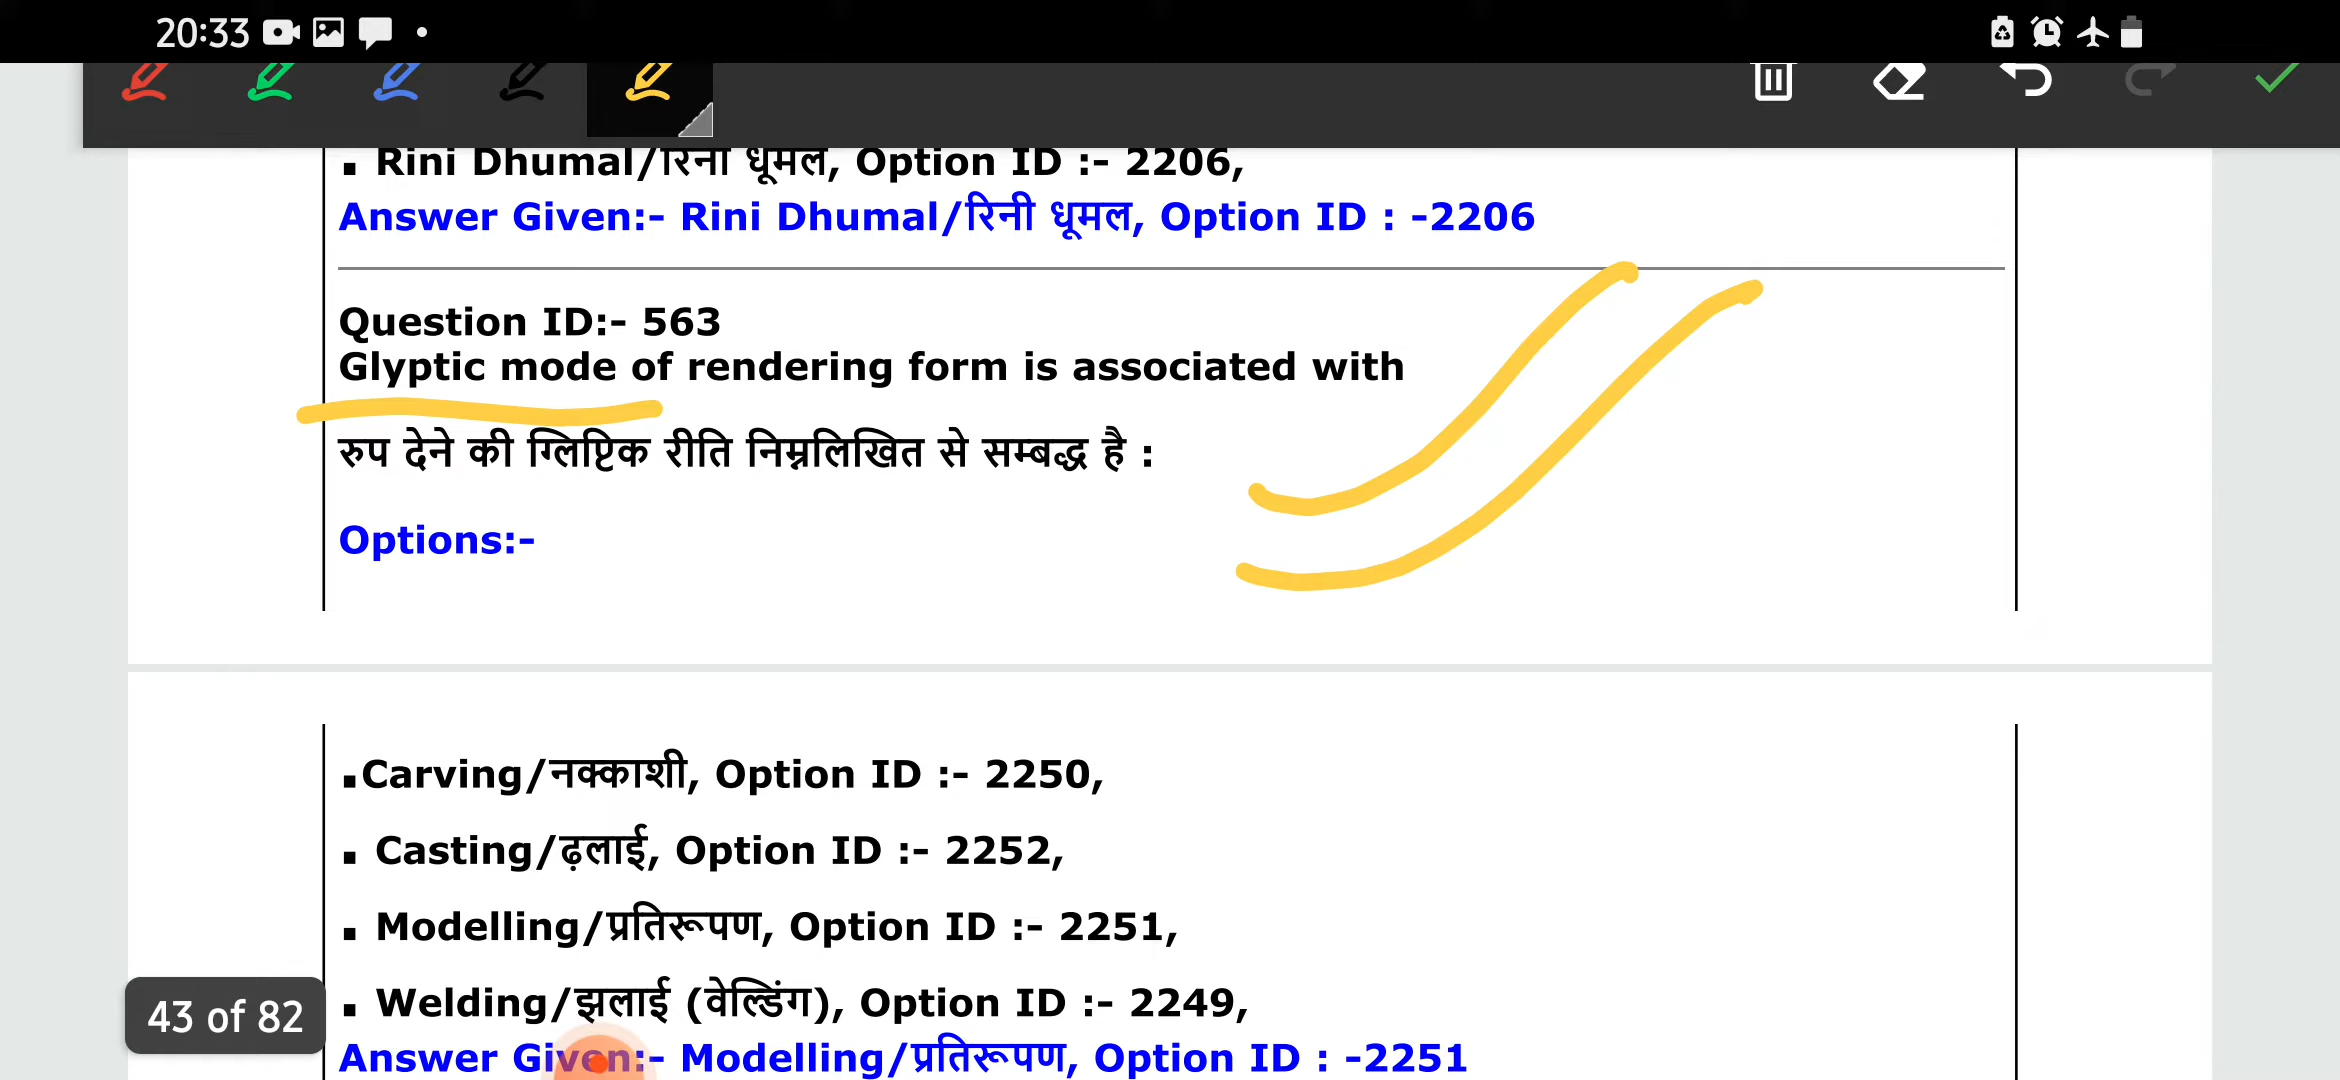 20:33
Rini Dhumal/रिनी धूमल, Option ID :- 2206,
Answer Given:- Rini Dhumal/रिनी धूमल, Option ID : -2206
Question ID:- 563
Glyptic mode of rendering form is associated with
रुप देने की ग्लिप्टिक रीति निम्नलिखित से सम्बद्ध है :
Options:-
Carving/नक्काशी, Option ID :- 2250,
Casting/ढ़लाई, Option ID :- 2252,
Modelling/प्रतिरूपण, Option ID :- 2251,
Welding/झलाई (वेल्डिंग), Option ID :- 2249,
Answer Given:- Modelling/प्रतिरूपण, Option ID : -2251
43 of 82